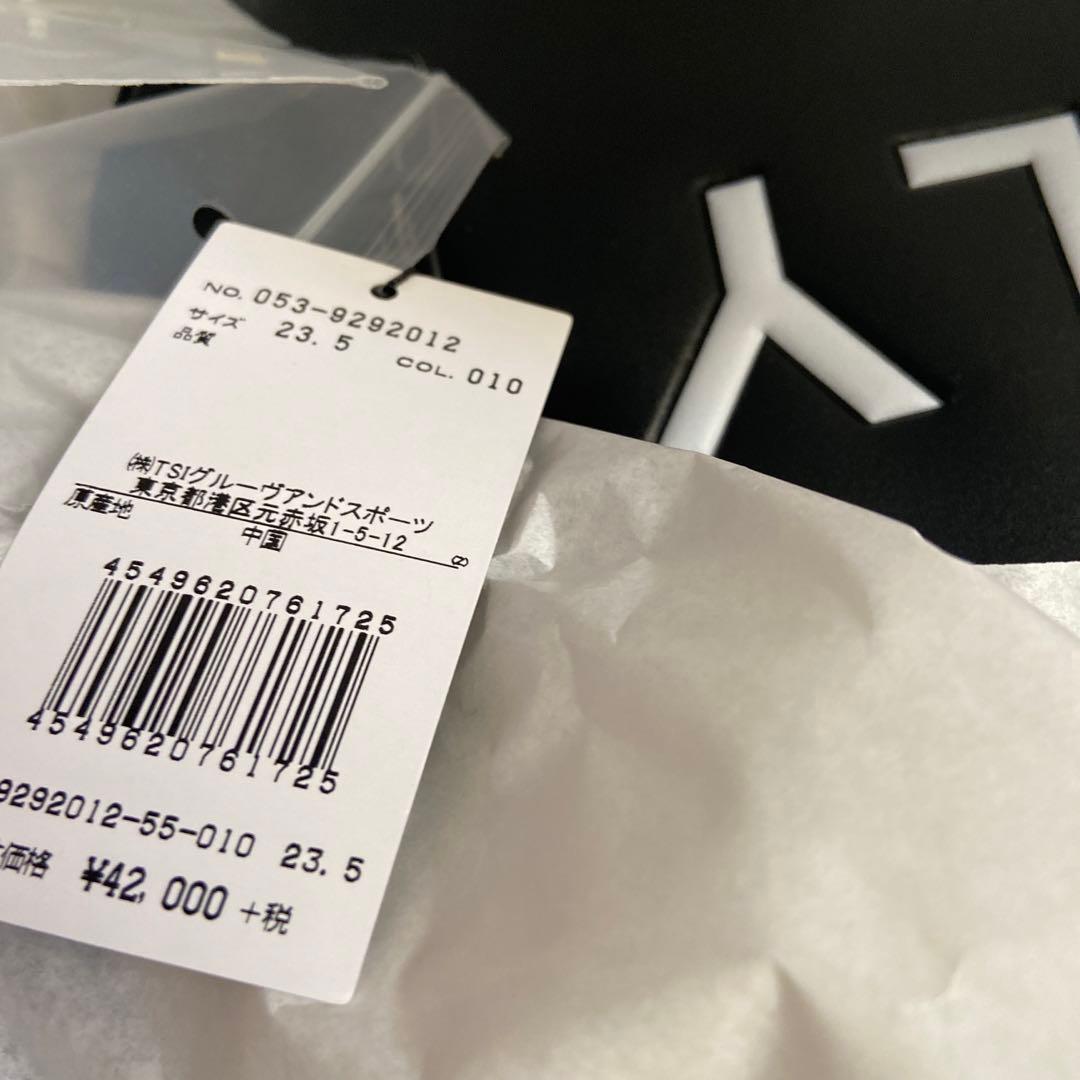 NO. 053-9292012
サイズ 23.5 COL. 010
品質
㈱TSIグルーヴアンドスポーツ
東京都港区元赤坂1-5-12
原産地 中国 (Z)
4549620761725
4549620761725
9292012-55-010 23.5
価格 ¥42,000 +税